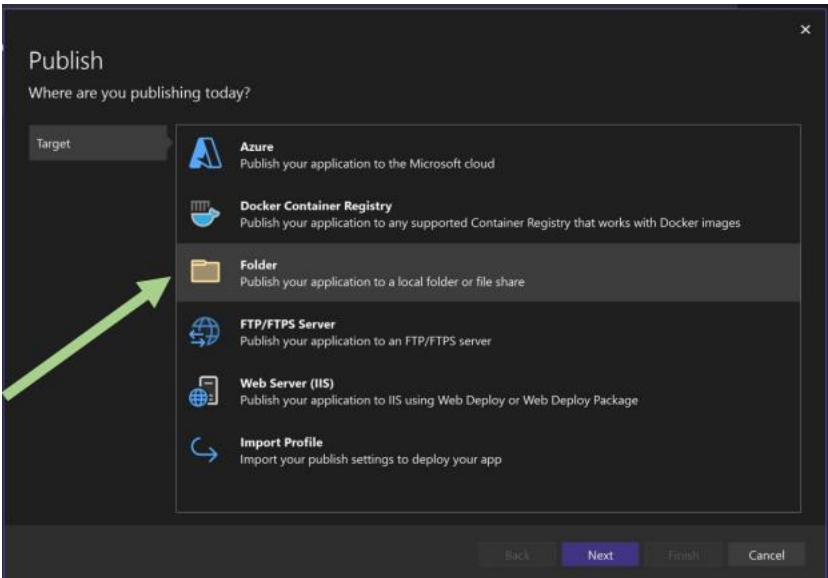 Publish
Where are you publishing today?
Target
Azure
Publish your application to the Microsoft cloud
Docker Container Registry
Publish your application to any supported Container Registry that works with Docker images
Folder
Publish your application to a local folder or file share
FTP/FTPS Server
Publish your application to an FTP/FTPS server
Web Server (IIS)
Publish your application to IIS using Web Deploy or Web Deploy Package
Import Profile
Import your publish settings to deploy your app
Back
Next
Finish
Cancel